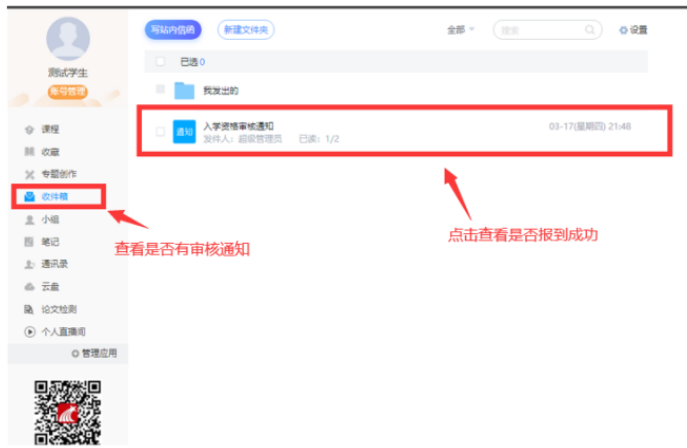 写站内信函
新建文件夹
全部
搜索
设置
已选0
测试学生
账号管理
我发出的
通知
入学资格审核通知
发件人：超级管理员 已读：1/2
03-17(星期四) 21:48
课程
收藏
专题创作
收件箱
小组
笔记
通讯录
云盘
论文检测
个人直播间
管理应用
查看是否有审核通知
点击查看是否报到成功